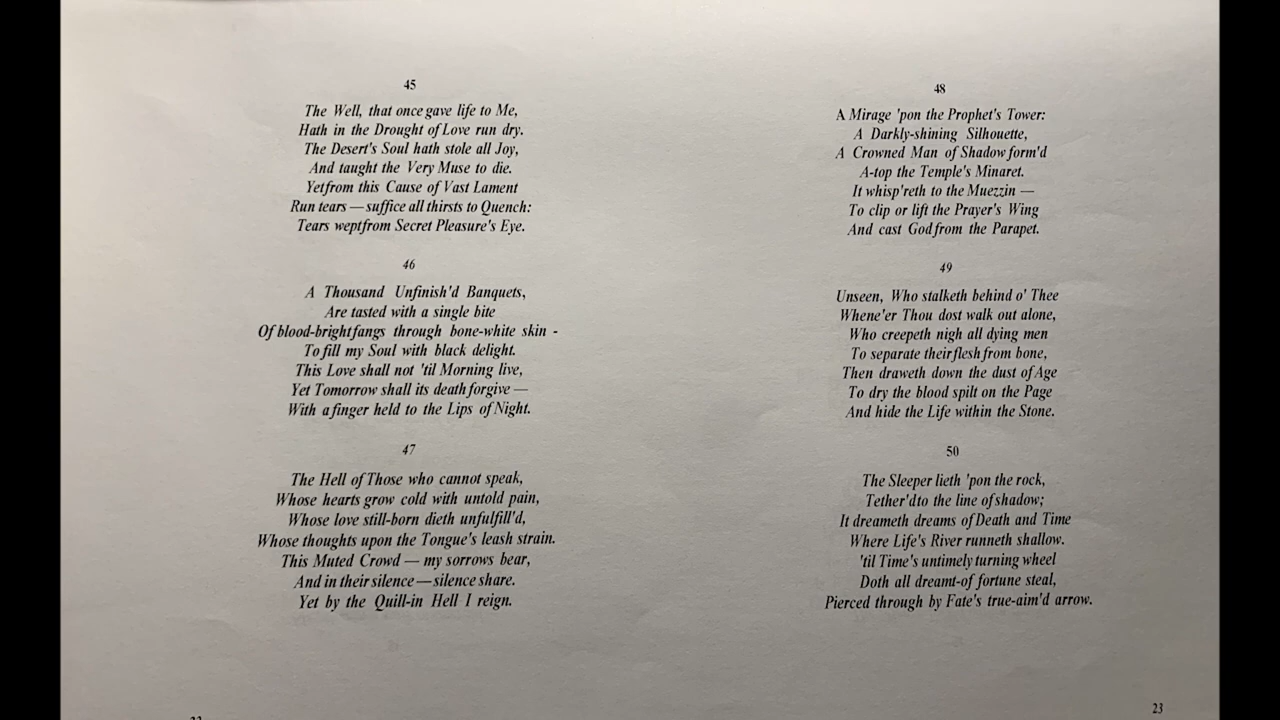 45
The Well, that once gave life to Me,
Hath in the Drought of Love run dry.
The Desert's Soul hath stole all Joy,
And taught the Very Muse to die.
Yetfrom this Cause of Vast Lament
Run tears — suffice all thirsts to Quench:
Tears weptfrom Secret Pleasure's Eye.
46
A Thousand Unfinish'd Banquets,
Are tasted with a single bite
Of blood-brightfangs through bone-white skin -
To fill my Soul with black delight.
This Love shall not 'til Morning live,
Yet Tomorrow shall its death forgive —
With a finger held to the Lips of Night.
47
The Hell of Those who cannot speak,
Whose hearts grow cold with untold pain,
Whose love still-born dieth unfulfill'd,
Whose thoughts upon the Tongue's leash strain.
This Muted Crowd — my sorrows bear,
And in their silence — silence share.
Yet by the Quill-in Hell I reign.
48
A Mirage 'pon the Prophet's Tower:
A Darkly-shining Silhouette,
A Crowned Man of Shadow form'd
A-top the Temple's Minaret.
It whisp'reth to the Muezzin —
To clip or lift the Prayer's Wing
And cast God from the Parapet.
49
Unseen, Who stalketh behind o' Thee
Whene'er Thou dost walk out alone,
Who creepeth nigh all dying men
To separate their flesh from bone,
Then draweth down the dust of Age
To dry the blood spilt on the Page
And hide the Life within the Stone.
50
The Sleeper lieth 'pon the rock,
Tether'dto the line of shadow;
It dreameth dreams of Death and Time
Where Life's River runneth shallow.
'til Time's untimely turning wheel
Doth all dreamt-of fortune steal,
Pierced through by Fate's true-aim'd arrow.
23